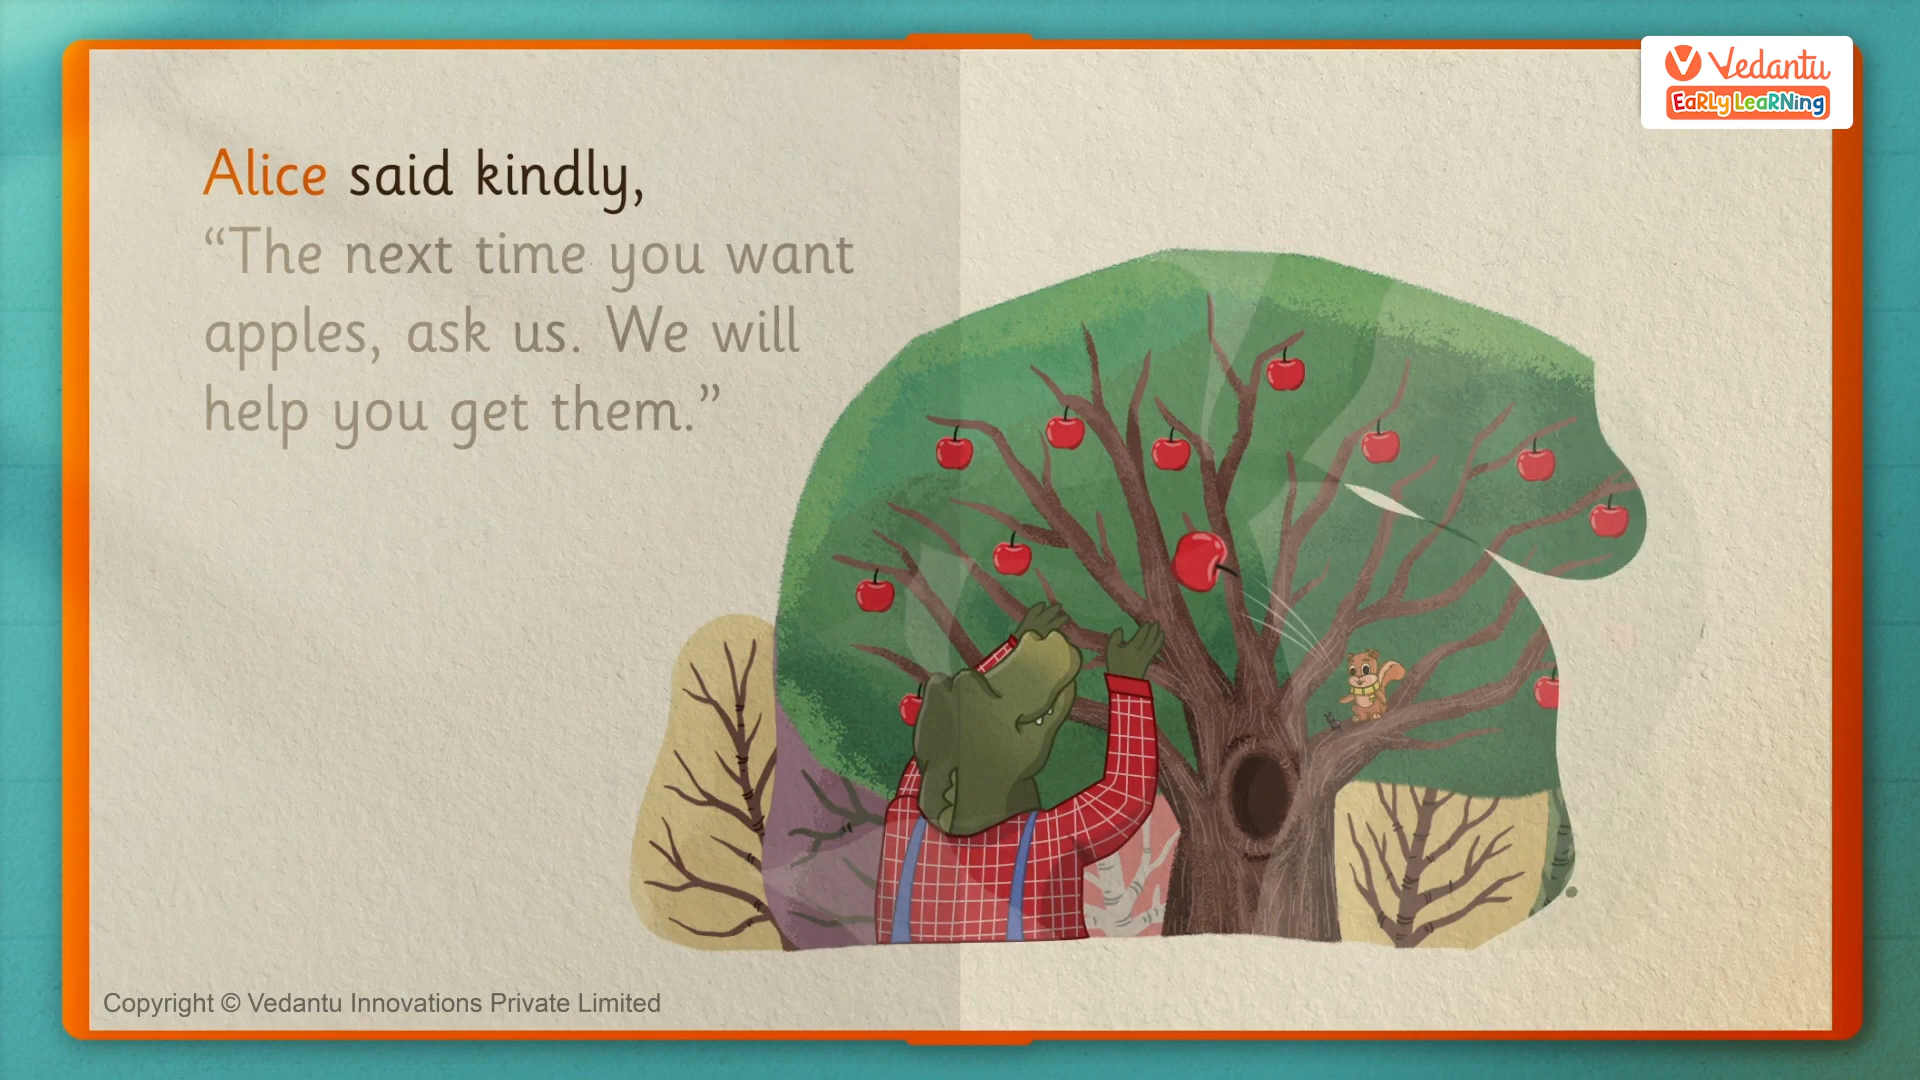 Vedantu
EaRLy LeaRNing
Alice said kindly,
“The next time you want
apples, ask us. We will
help you get them.”
Copyright © Vedantu Innovations Private Limited